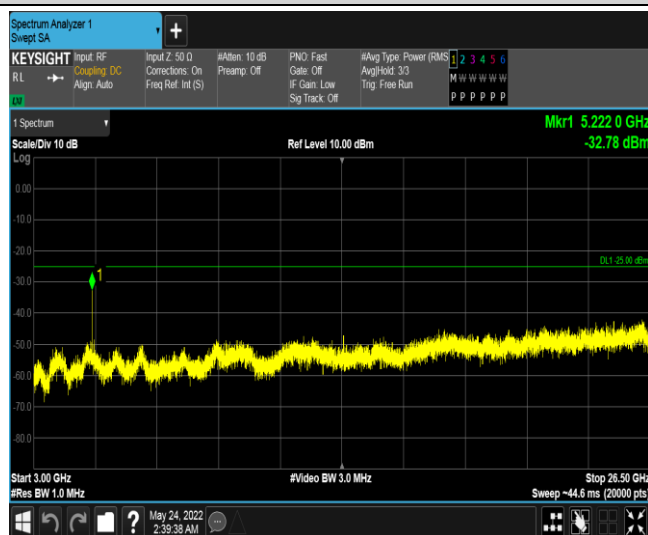 Spectrum Analyzer 1
Swept SA
+
KEYSIGHT
RL
Input: RF
Coupling: DC
Align: Auto
Input Z: 50 Ω
Corrections: On
Freq Ref: Int (S)
#Atten: 10 dB
Preamp: Off
PNO: Fast
Gate: Off
IF Gain: Low
Sig Track: Off
#Avg Type: Power (RMS
Avg|Hold: 3/3
Trig: Free Run
1 2 3 4 5 6
M W W W W W
P P P P P P
1 Spectrum
Mkr1 5.222 0 GHz
-32.78 dBm
Scale/Div 10 dB
Ref Level 10.00 dBm
Log
0.00
-10.0
-20.0
DL1 -25.00 dBm
1
-30.0
-40.0
-50.0
-60.0
-70.0
-80.0
Start 3.00 GHz
#Video BW 3.0 MHz
Stop 26.50 GHz
#Res BW 1.0 MHz
Sweep ~44.6 ms (20000 pts)
?
May 24, 2022
2:39:38 AM